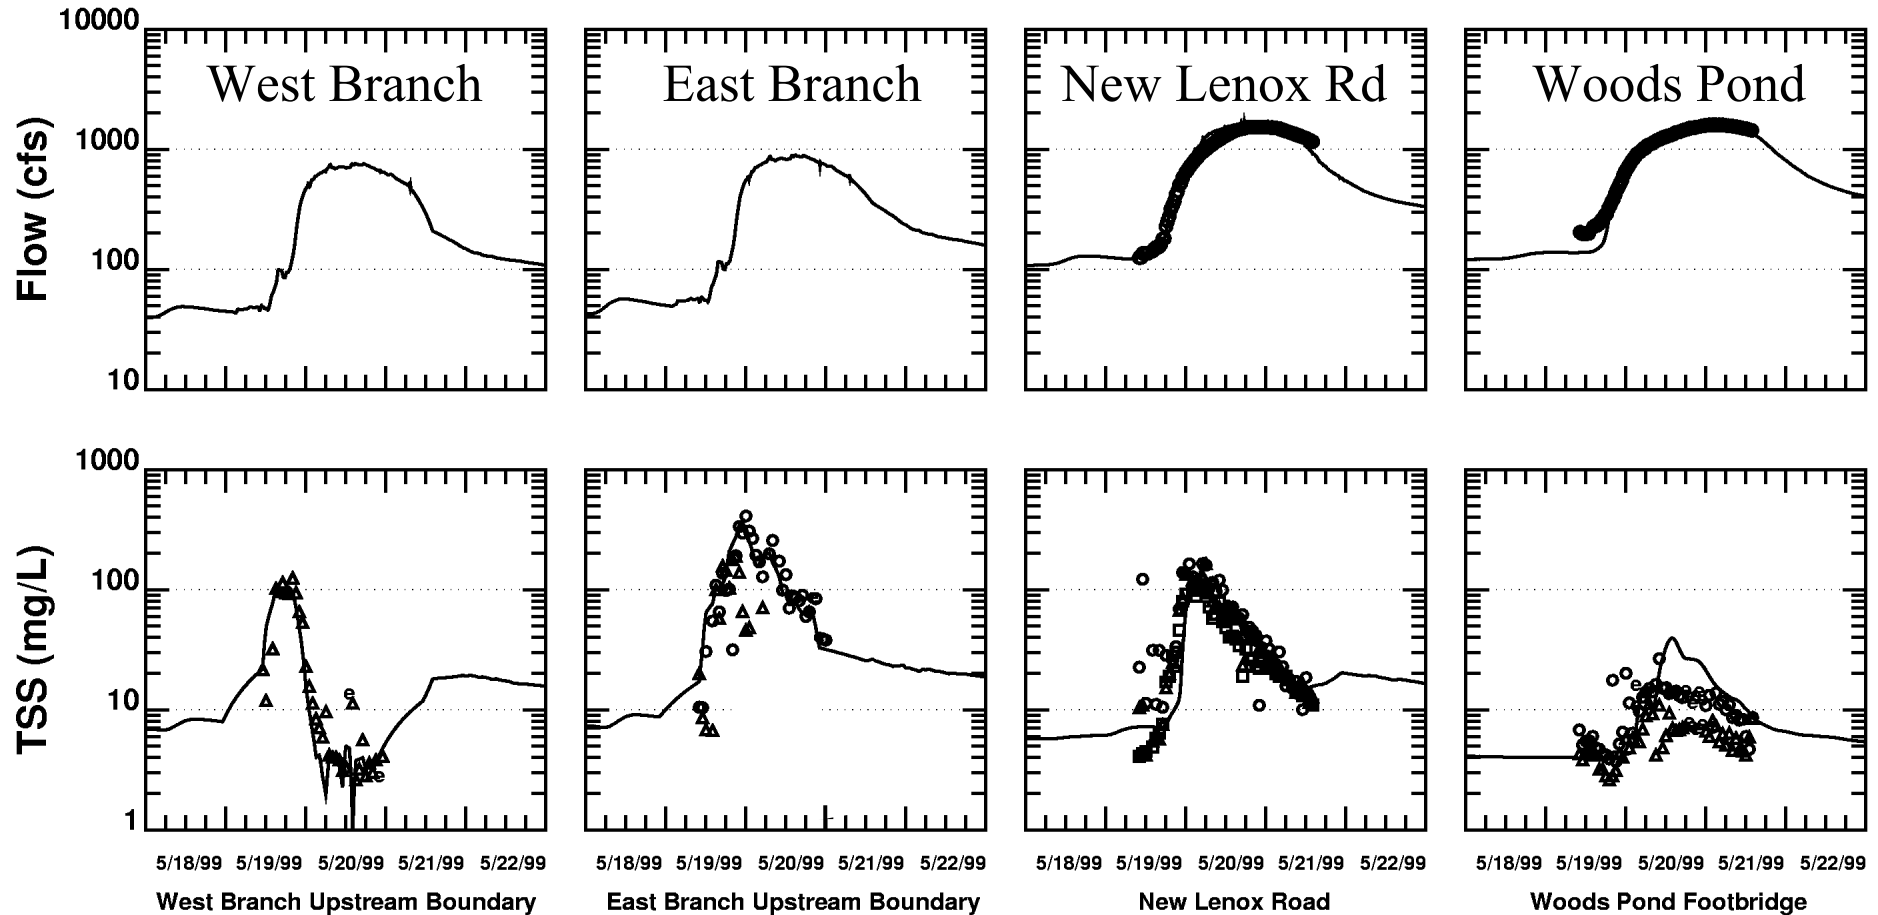 10000
1000
100
10
Flow (cfs)
West Branch
East Branch
New Lenox Rd
Woods Pond
1000
100
10
1
TSS (mg/L)
e
e
e
e
e
e
5/18/99 5/19/99 5/20/99 5/21/99 5/22/99
5/18/99 5/19/99 5/20/99 5/21/99 5/22/99
5/18/99 5/19/99 5/20/99 5/21/99 5/22/99
5/18/99 5/19/99 5/20/99 5/21/99 5/22/99
West Branch Upstream Boundary
East Branch Upstream Boundary
New Lenox Road
Woods Pond Footbridge